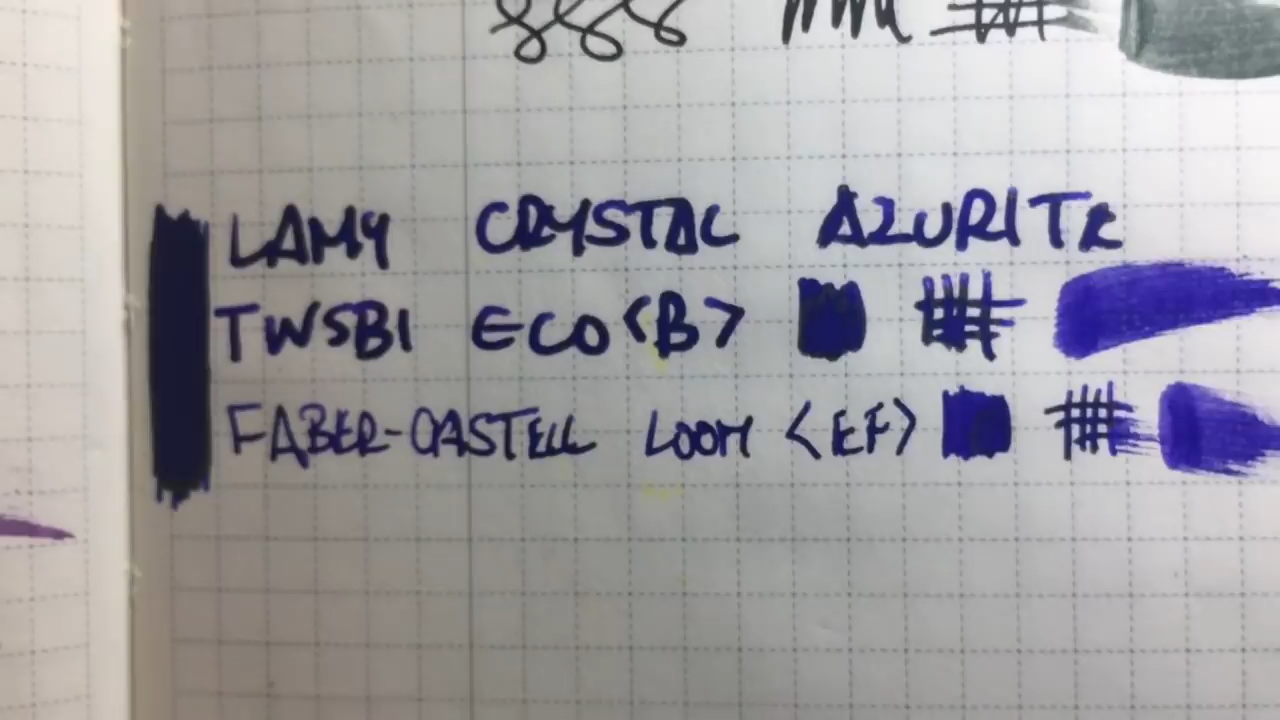 LAMY CRYSTAL AZURITE
TWSBI ECO <B>
FABER-CASTELL LOOM <EF>